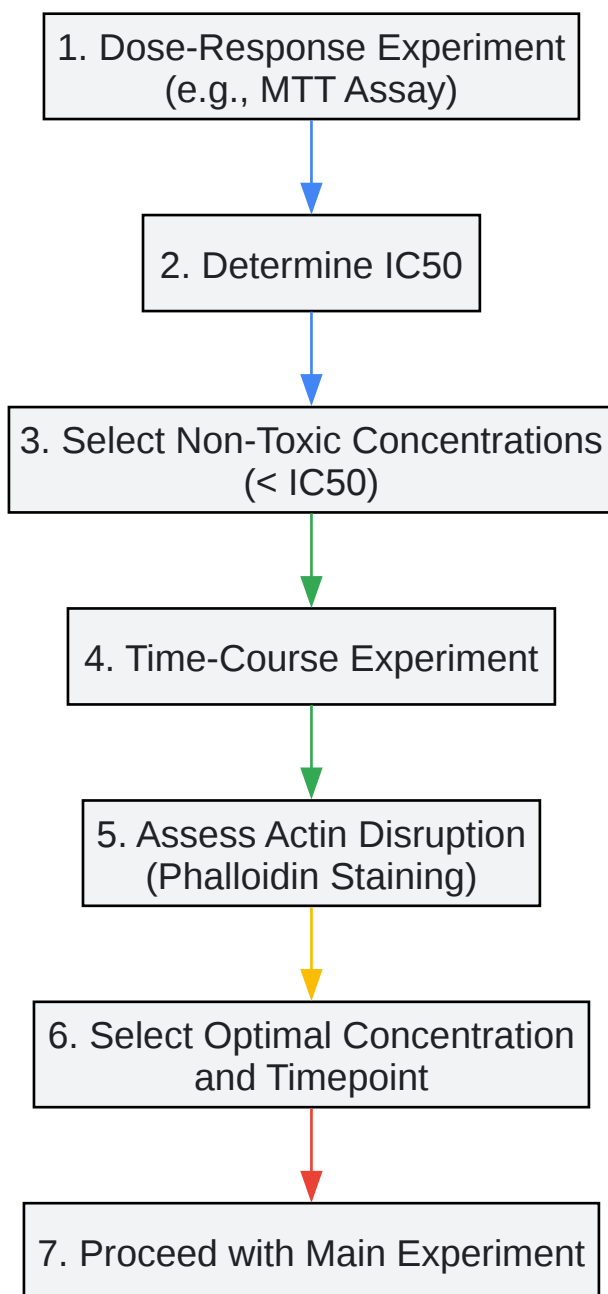 1. Dose-Response Experiment
(e.g., MTT Assay)
2. Determine IC50
3. Select Non-Toxic Concentrations
(< IC50)
4. Time-Course Experiment
5. Assess Actin Disruption
(Phalloidin Staining)
6. Select Optimal Concentration
and Timepoint
7. Proceed with Main Experiment